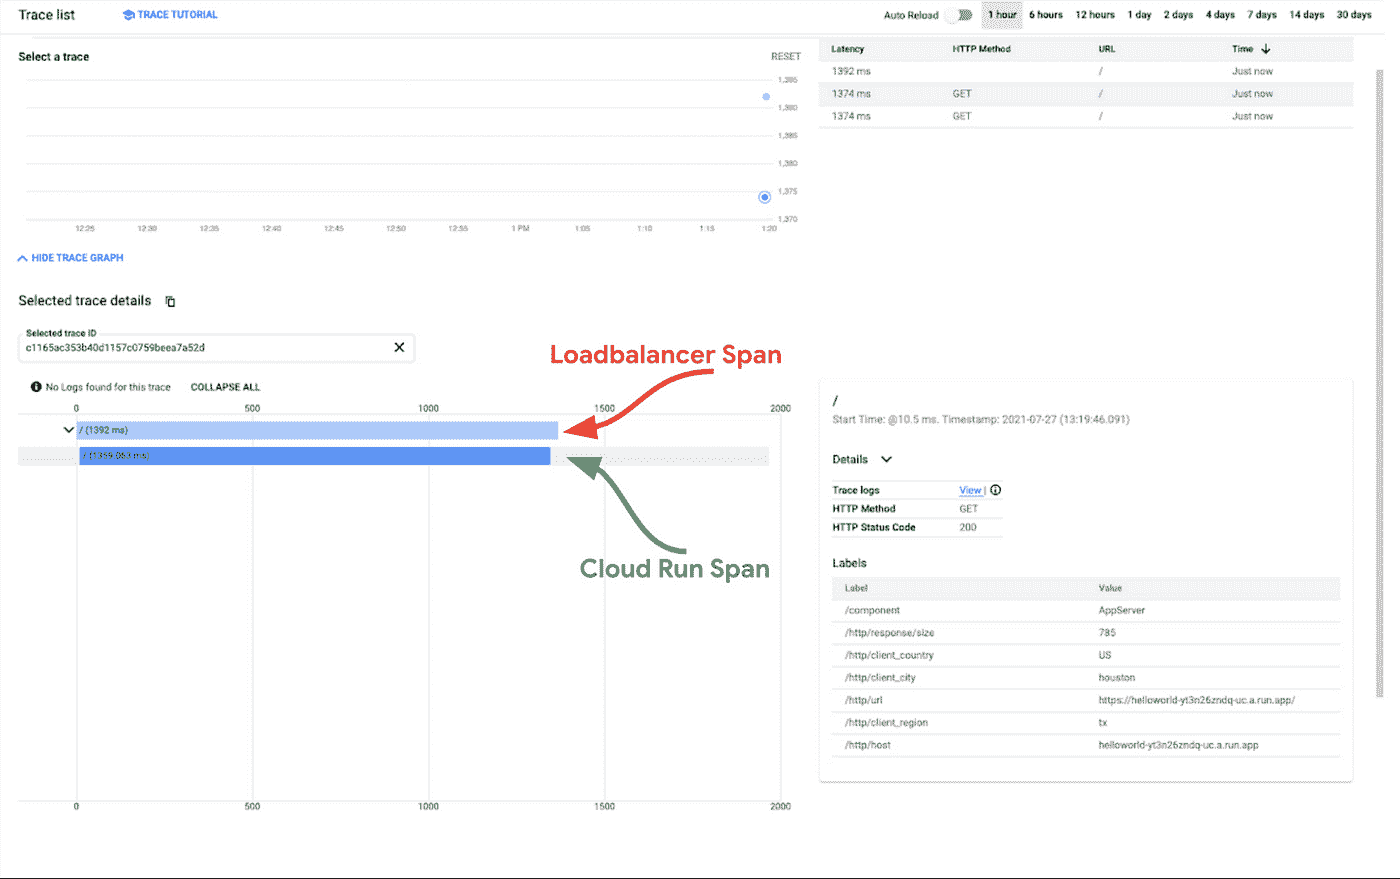 Trace list
TRACE TUTORIAL
Auto Reload
1 hour 6 hours 12 hours 1 day 2 days 4 days 7 days 14 days 30 days
Select a trace
RESET
1,380
1,385
1,380
1,375
1,370
12:25 12:30 12:35 12:40 12:45 12:50 12:55 1 PM 1:05 1:10 1:15 1:20
Latency HTTP Method URL Time
1392 ms / Just now
1374 ms GET / Just now
1374 ms GET / Just now
HIDE TRACE GRAPH
Selected trace details
Selected trace ID
c1165ac353b40d1157c0759beea7a52d
No Logs found for this trace COLLAPSE ALL
0 500 1000 1500 2000
/ (1392 ms)
Loadbalancer Span
Cloud Run Span
0 500 1000 1500 2000
/
Start Time: @10.5 ms. Timestamp: 2021-07-27 (13:19:46.091)
Details
Trace logs View |
HTTP Method GET
HTTP Status Code 200
Labels
Label Value
/component AppServer
/http/response/size 785
/http/client_country US
/http/client_city houston
/http/url https://helloworld-yt3n26zndq-uc.a.run.app/
/http/client_region tx
/http/host helloworld-yt3n26zndq-uc.a.run.app